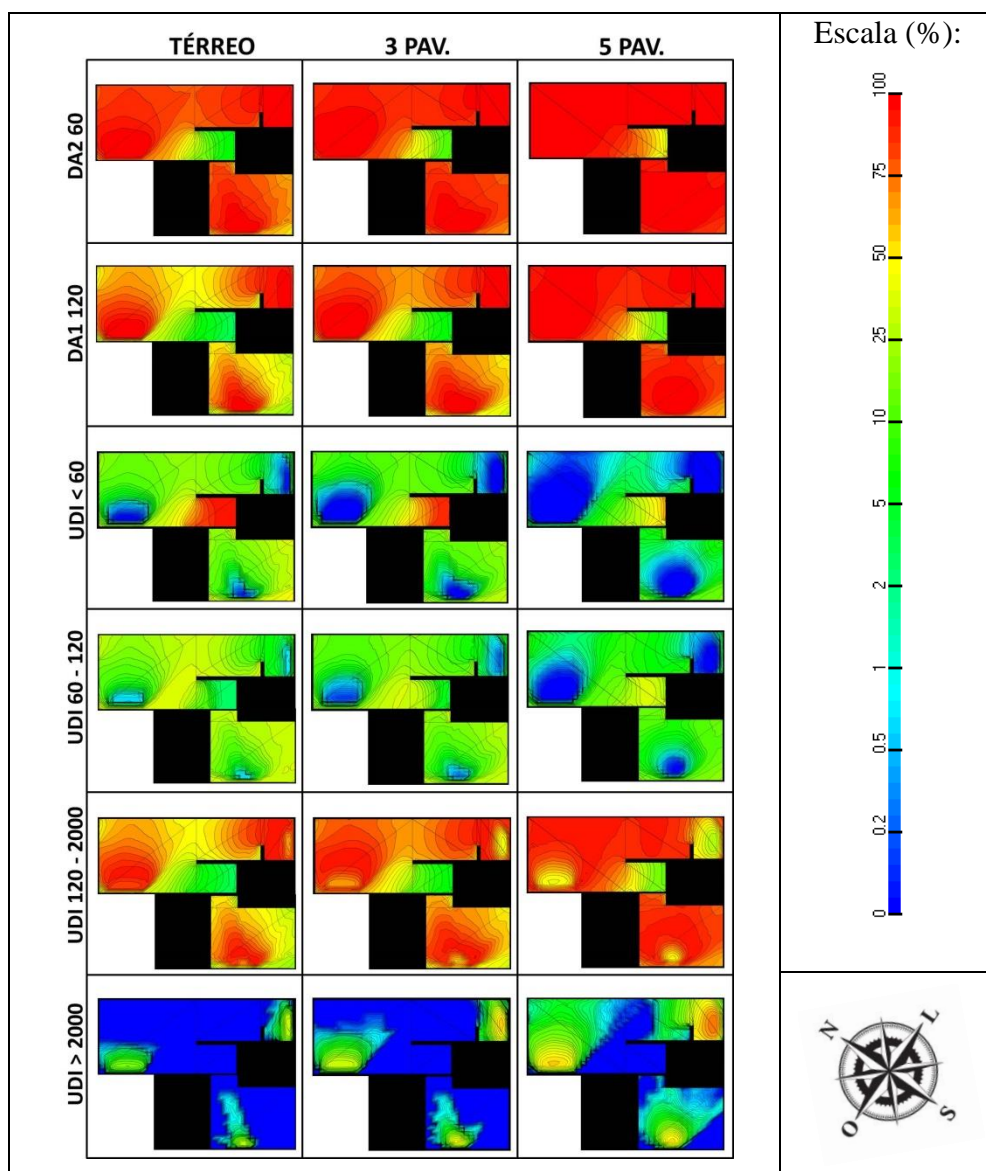 TÉRREO 3 PAV. 5 PAV.
DA2 60
DA1 120
UDI < 60
UDI 60 - 120
UDI 120 - 2000
UDI > 2000
Escala (%):
100
75
50
25
10
5
2
1
0.5
0.2
0
N
L
O
S